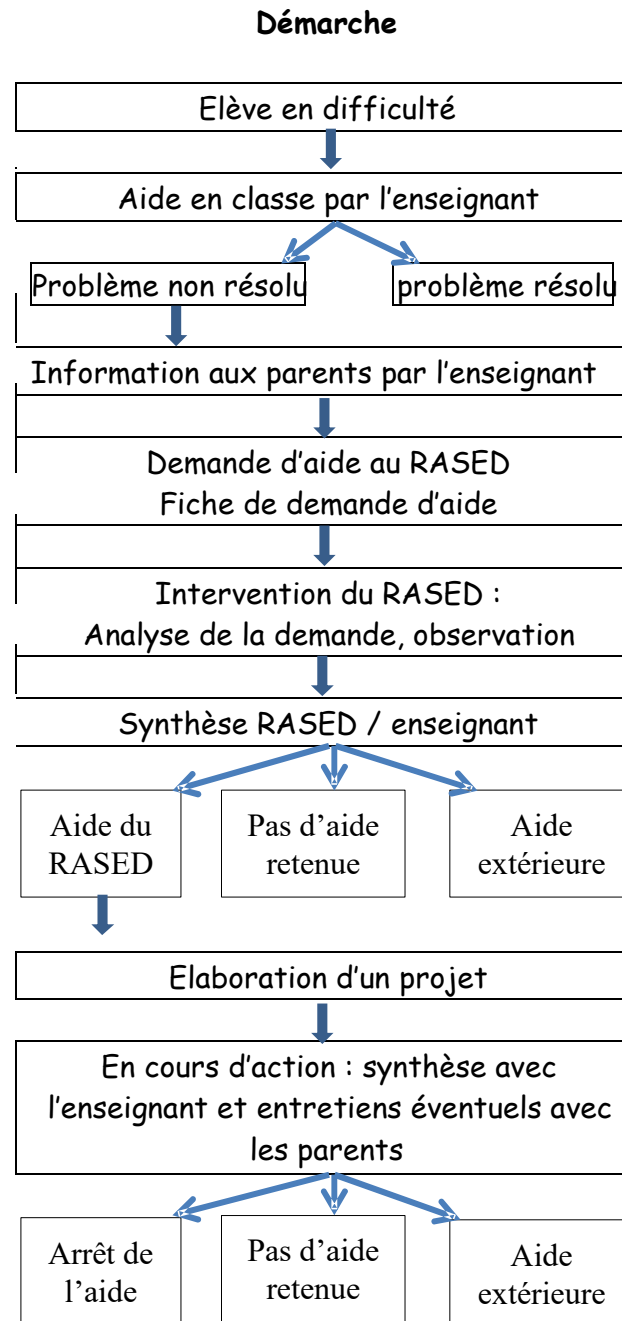 Démarche
Elève en difficulté
Aide en classe par l'enseignant
Problème non résolu
problème résolu
Information aux parents par l'enseignant
Demande d'aide au RASED
Fiche de demande d'aide
Intervention du RASED :
Analyse de la demande, observation
Synthèse RASED / enseignant
Aide du
RASED
Pas d'aide
retenue
Aide
extérieure
Elaboration d'un projet
En cours d'action : synthèse avec
l'enseignant et entretiens éventuels avec
les parents
Arrêt de
l'aide
Pas d'aide
retenue
Aide
extérieure